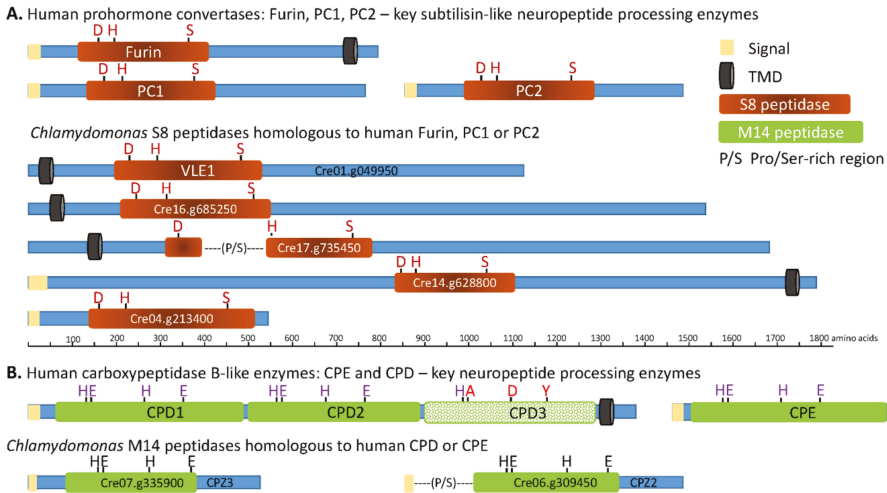 A. Human prohormone convertases: Furin, PC1, PC2 – key subtilisin-like neuropeptide processing enzymes
D H S
Furin
D H S
PC1
D H S
PC2
Signal
TMD
S8 peptidase
M14 peptidase
P/S Pro/Ser-rich region
Chlamydomonas S8 peptidases homologous to human Furin, PC1 or PC2
D H S
VLE1 Cre01.g049950
D H S
Cre16.g685250
D H S
----(P/S)---- Cre17.g735450
D H S
Cre14.g628800
D H S
Cre04.g213400
100 200 300 400 500 600 700 800 900 1000 1100 1200 1300 1400 1500 1600 1700 1800 amino acids
B. Human carboxypeptidase B-like enzymes: CPE and CPD – key neuropeptide processing enzymes
HE H E HE H E HA D Y HE H E
CPD1 CPD2 CPD3 CPE
Chlamydomonas M14 peptidases homologous to human CPD or CPE
HE H E HE H E
Cre07.g335900 CPZ3 ----(P/S)---- Cre06.g309450 CPZ2